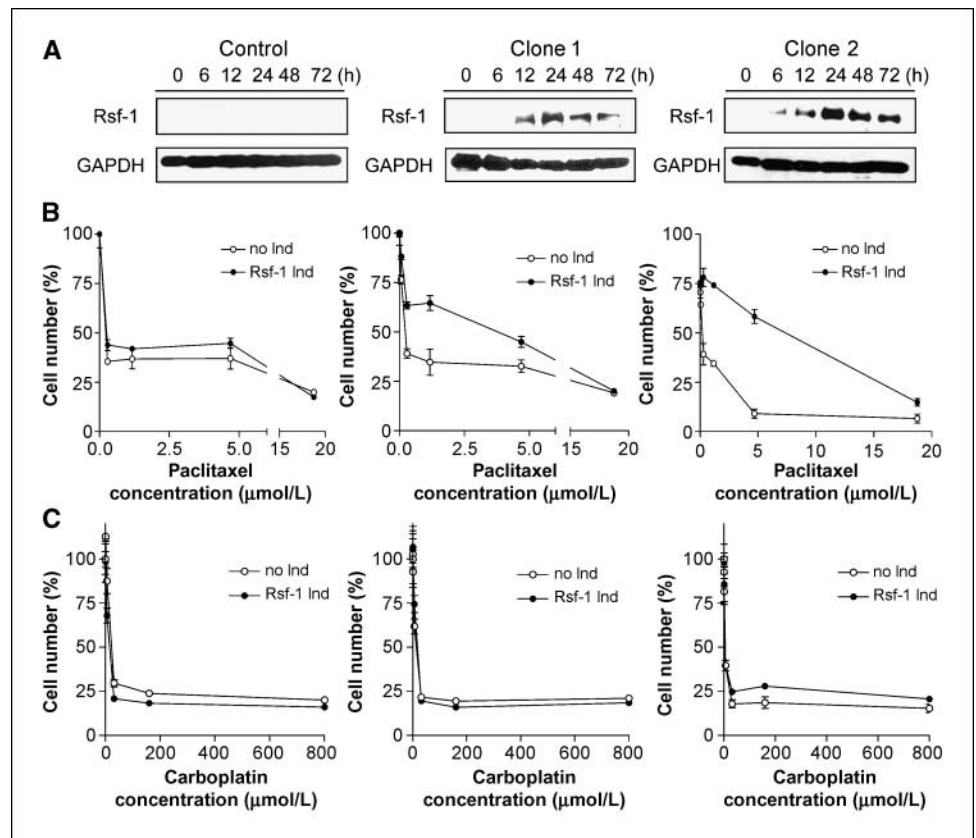 A
Control
0 6 12 24 48 72 (h)
Rsf-1
GAPDH
Clone 1
0 6 12 24 48 72 (h)
Rsf-1
GAPDH
Clone 2
0 6 12 24 48 72 (h)
Rsf-1
GAPDH
B
100
75
50
25
0
Cell number (%)
no Ind
Rsf-1 Ind
0.0 2.5 5.0 15 20
Paclitaxel
concentration (μmol/L)
100
75
50
25
0
Cell number (%)
no Ind
Rsf-1 Ind
0.0 2.5 5.0 15 20
Paclitaxel
concentration (μmol/L)
100
75
50
25
0
Cell number (%)
no Ind
Rsf-1 Ind
0 5 10 15 20
Paclitaxel
concentration (μmol/L)
C
100
75
50
25
0
Cell number (%)
no Ind
Rsf-1 Ind
0 200 400 600 800
Carboplatin
concentration (μmol/L)
100
75
50
25
0
Cell number (%)
no Ind
Rsf-1 Ind
0 200 400 600 800
Carboplatin
concentration (μmol/L)
100
75
50
25
0
Cell number (%)
no Ind
Rsf-1 Ind
0 200 400 600 800
Carboplatin
concentration (μmol/L)